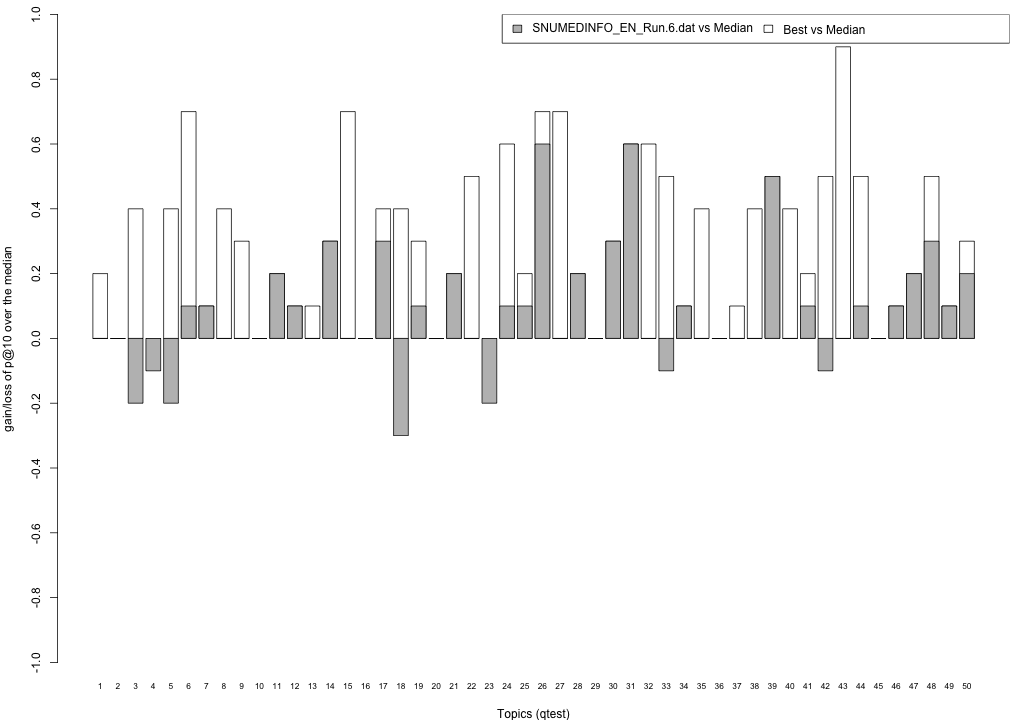 SNUMEDINFO_EN_Run.6.dat vs Median Best vs Median
1.0
0.8
0.6
0.4
0.2
0.0
-0.2
-0.4
-0.6
-0.8
-1.0
gain/loss of p@10 over the median
1 2 3 4 5 6 7 8 9 10 11 12 13 14 15 16 17 18 19 20 21 22 23 24 25 26 27 28 29 30 31 32 33 34 35 36 37 38 39 40 41 42 43 44 45 46 47 48 49 50
Topics (qtest)